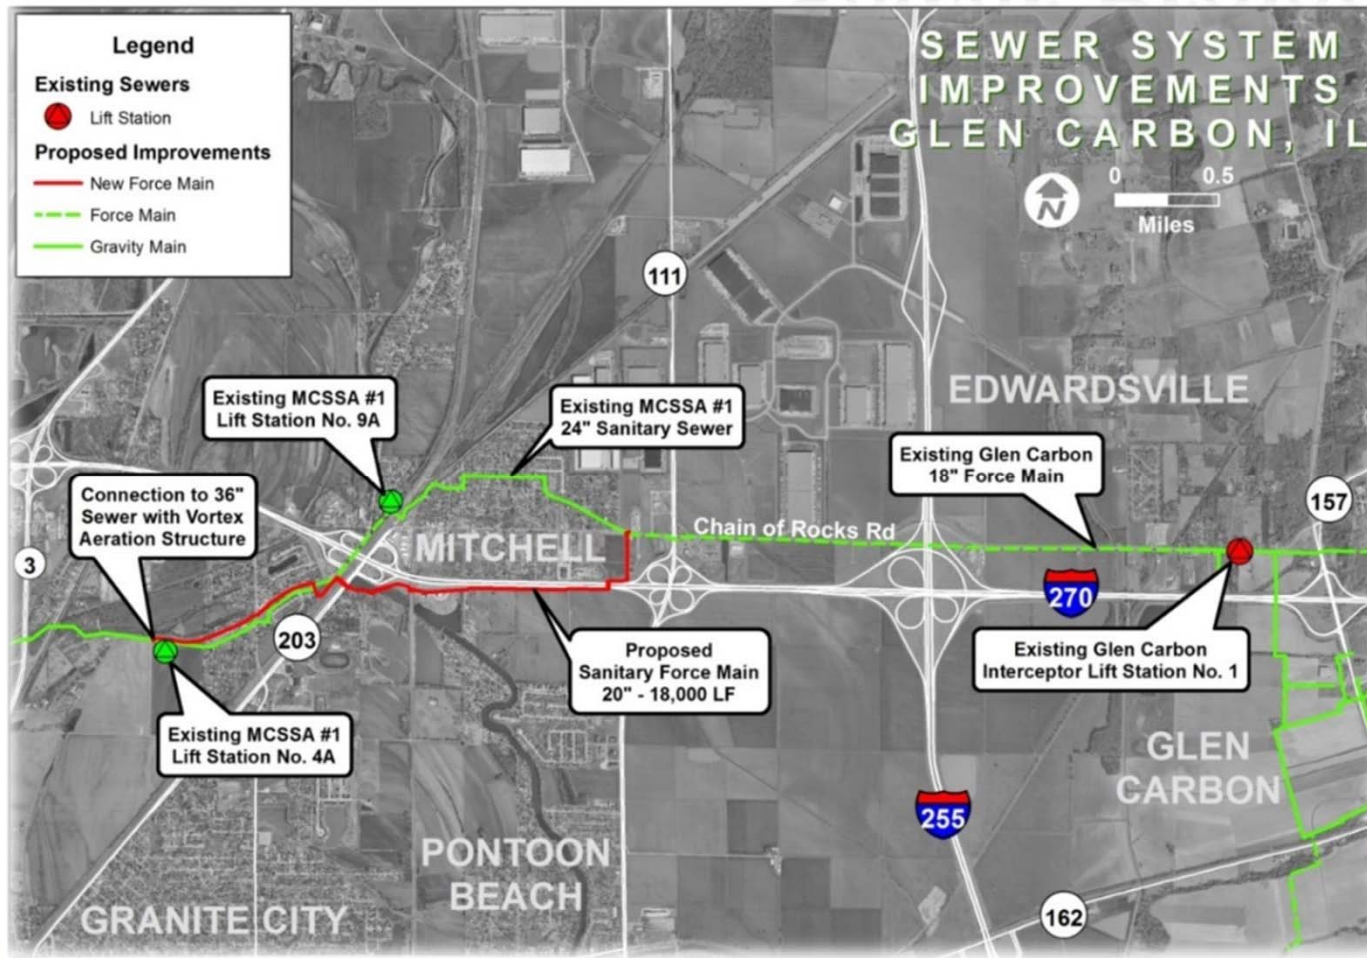 SEWER SYSTEM
IMPROVEMENTS
GLEN CARBON, IL
Legend
Existing Sewers
Lift Station
Proposed Improvements
New Force Main
Force Main
Gravity Main
N
0 0.5
Miles
111
EDWARDSVILLE
Existing MCSSA #1
Lift Station No. 9A
Existing MCSSA #1
24" Sanitary Sewer
Existing Glen Carbon
18" Force Main
Connection to 36"
Sewer with Vortex
Aeration Structure
157
Chain of Rocks Rd
MITCHELL
3
270
203
Proposed
Sanitary Force Main
20" - 18,000 LF
Existing Glen Carbon
Interceptor Lift Station No. 1
Existing MCSSA #1
Lift Station No. 4A
GLEN
CARBON
255
PONTOON
BEACH
GRANITE CITY
162